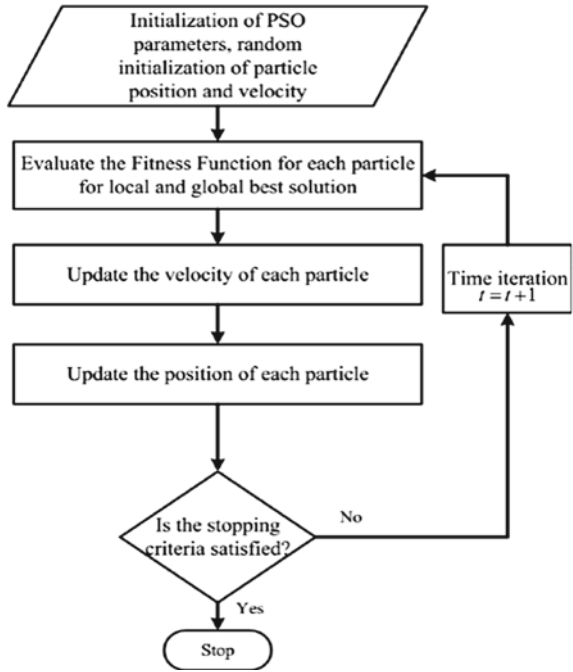 Initialization of PSO
parameters, random
initialization of particle
position and velocity
Evaluate the Fitness Function for each particle
for local and global best solution
Update the velocity of each particle
Time iteration
t = t + 1
Update the position of each particle
Is the stopping
criteria satisfied?
No
Yes
Stop